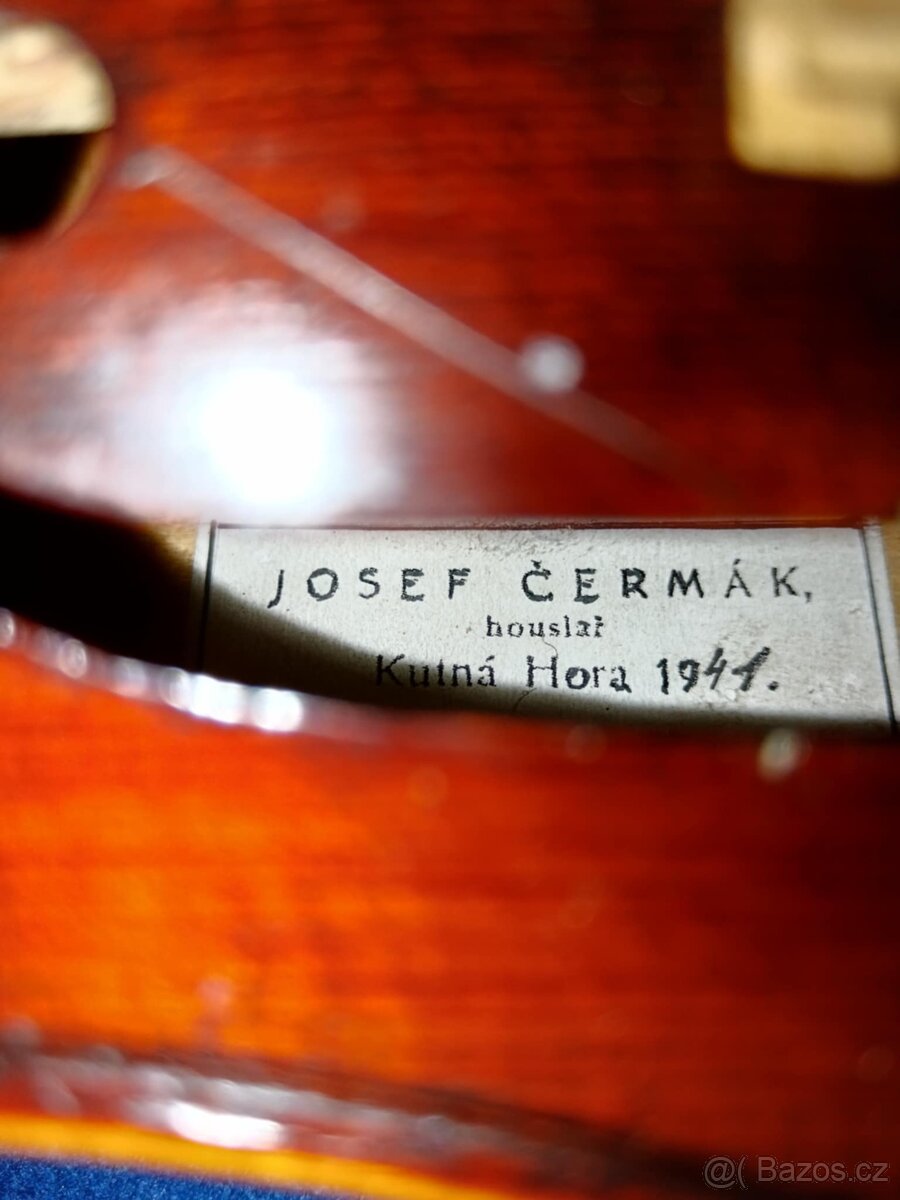 JOSEF ČERMÁK,
houslař
Kutná Hora 1941.
@( Bazos.cz